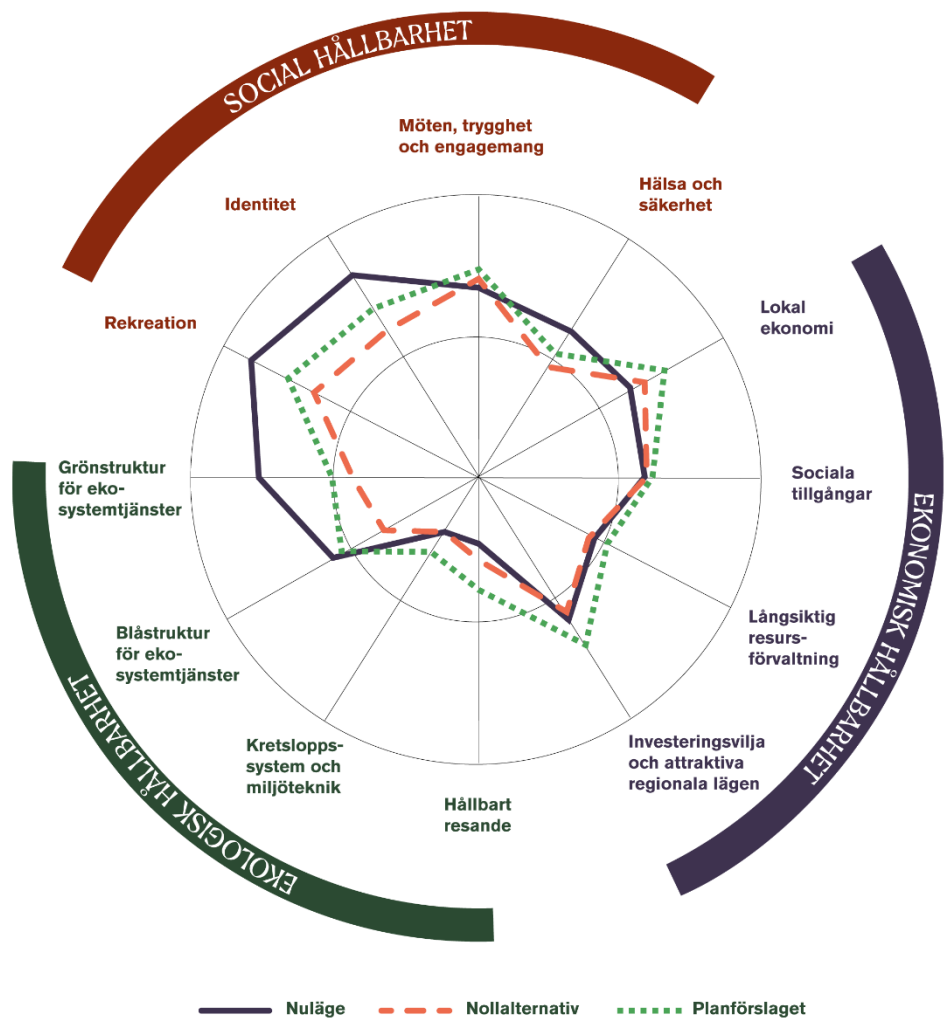 SOCIAL HÅLLBARHET
Möten, trygghet
och engagemang
Hälsa och
säkerhet
Identitet
Lokal
ekonomi
Rekreation
Grönstruktur
för eko-
systemtjänster
Sociala
tillgångar
EKONOMISK HÅLLBARHET
Blåstruktur
för eko-
systemtjänster
Långsiktig
resurs-
förvaltning
EKOLOGISK HÅLLBARHET
Kretslopps-
system och
miljöteknik
Investeringsvilja
och attraktiva
regionala lägen
Hållbart
resande
Nuläge
Nollalternativ
Planförslaget